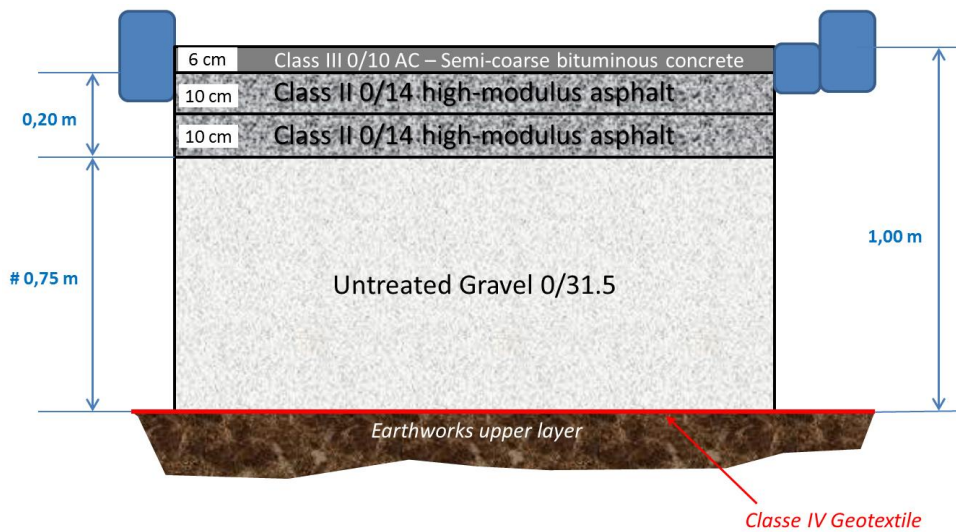 6 cm
Class III 0/10 AC – Semi-coarse bituminous concrete
10 cm
Class II 0/14 high-modulus asphalt
0,20 m
10 cm
Class II 0/14 high-modulus asphalt
1,00 m
# 0,75 m
Untreated Gravel 0/31.5
Earthworks upper layer
Classe IV Geotextile